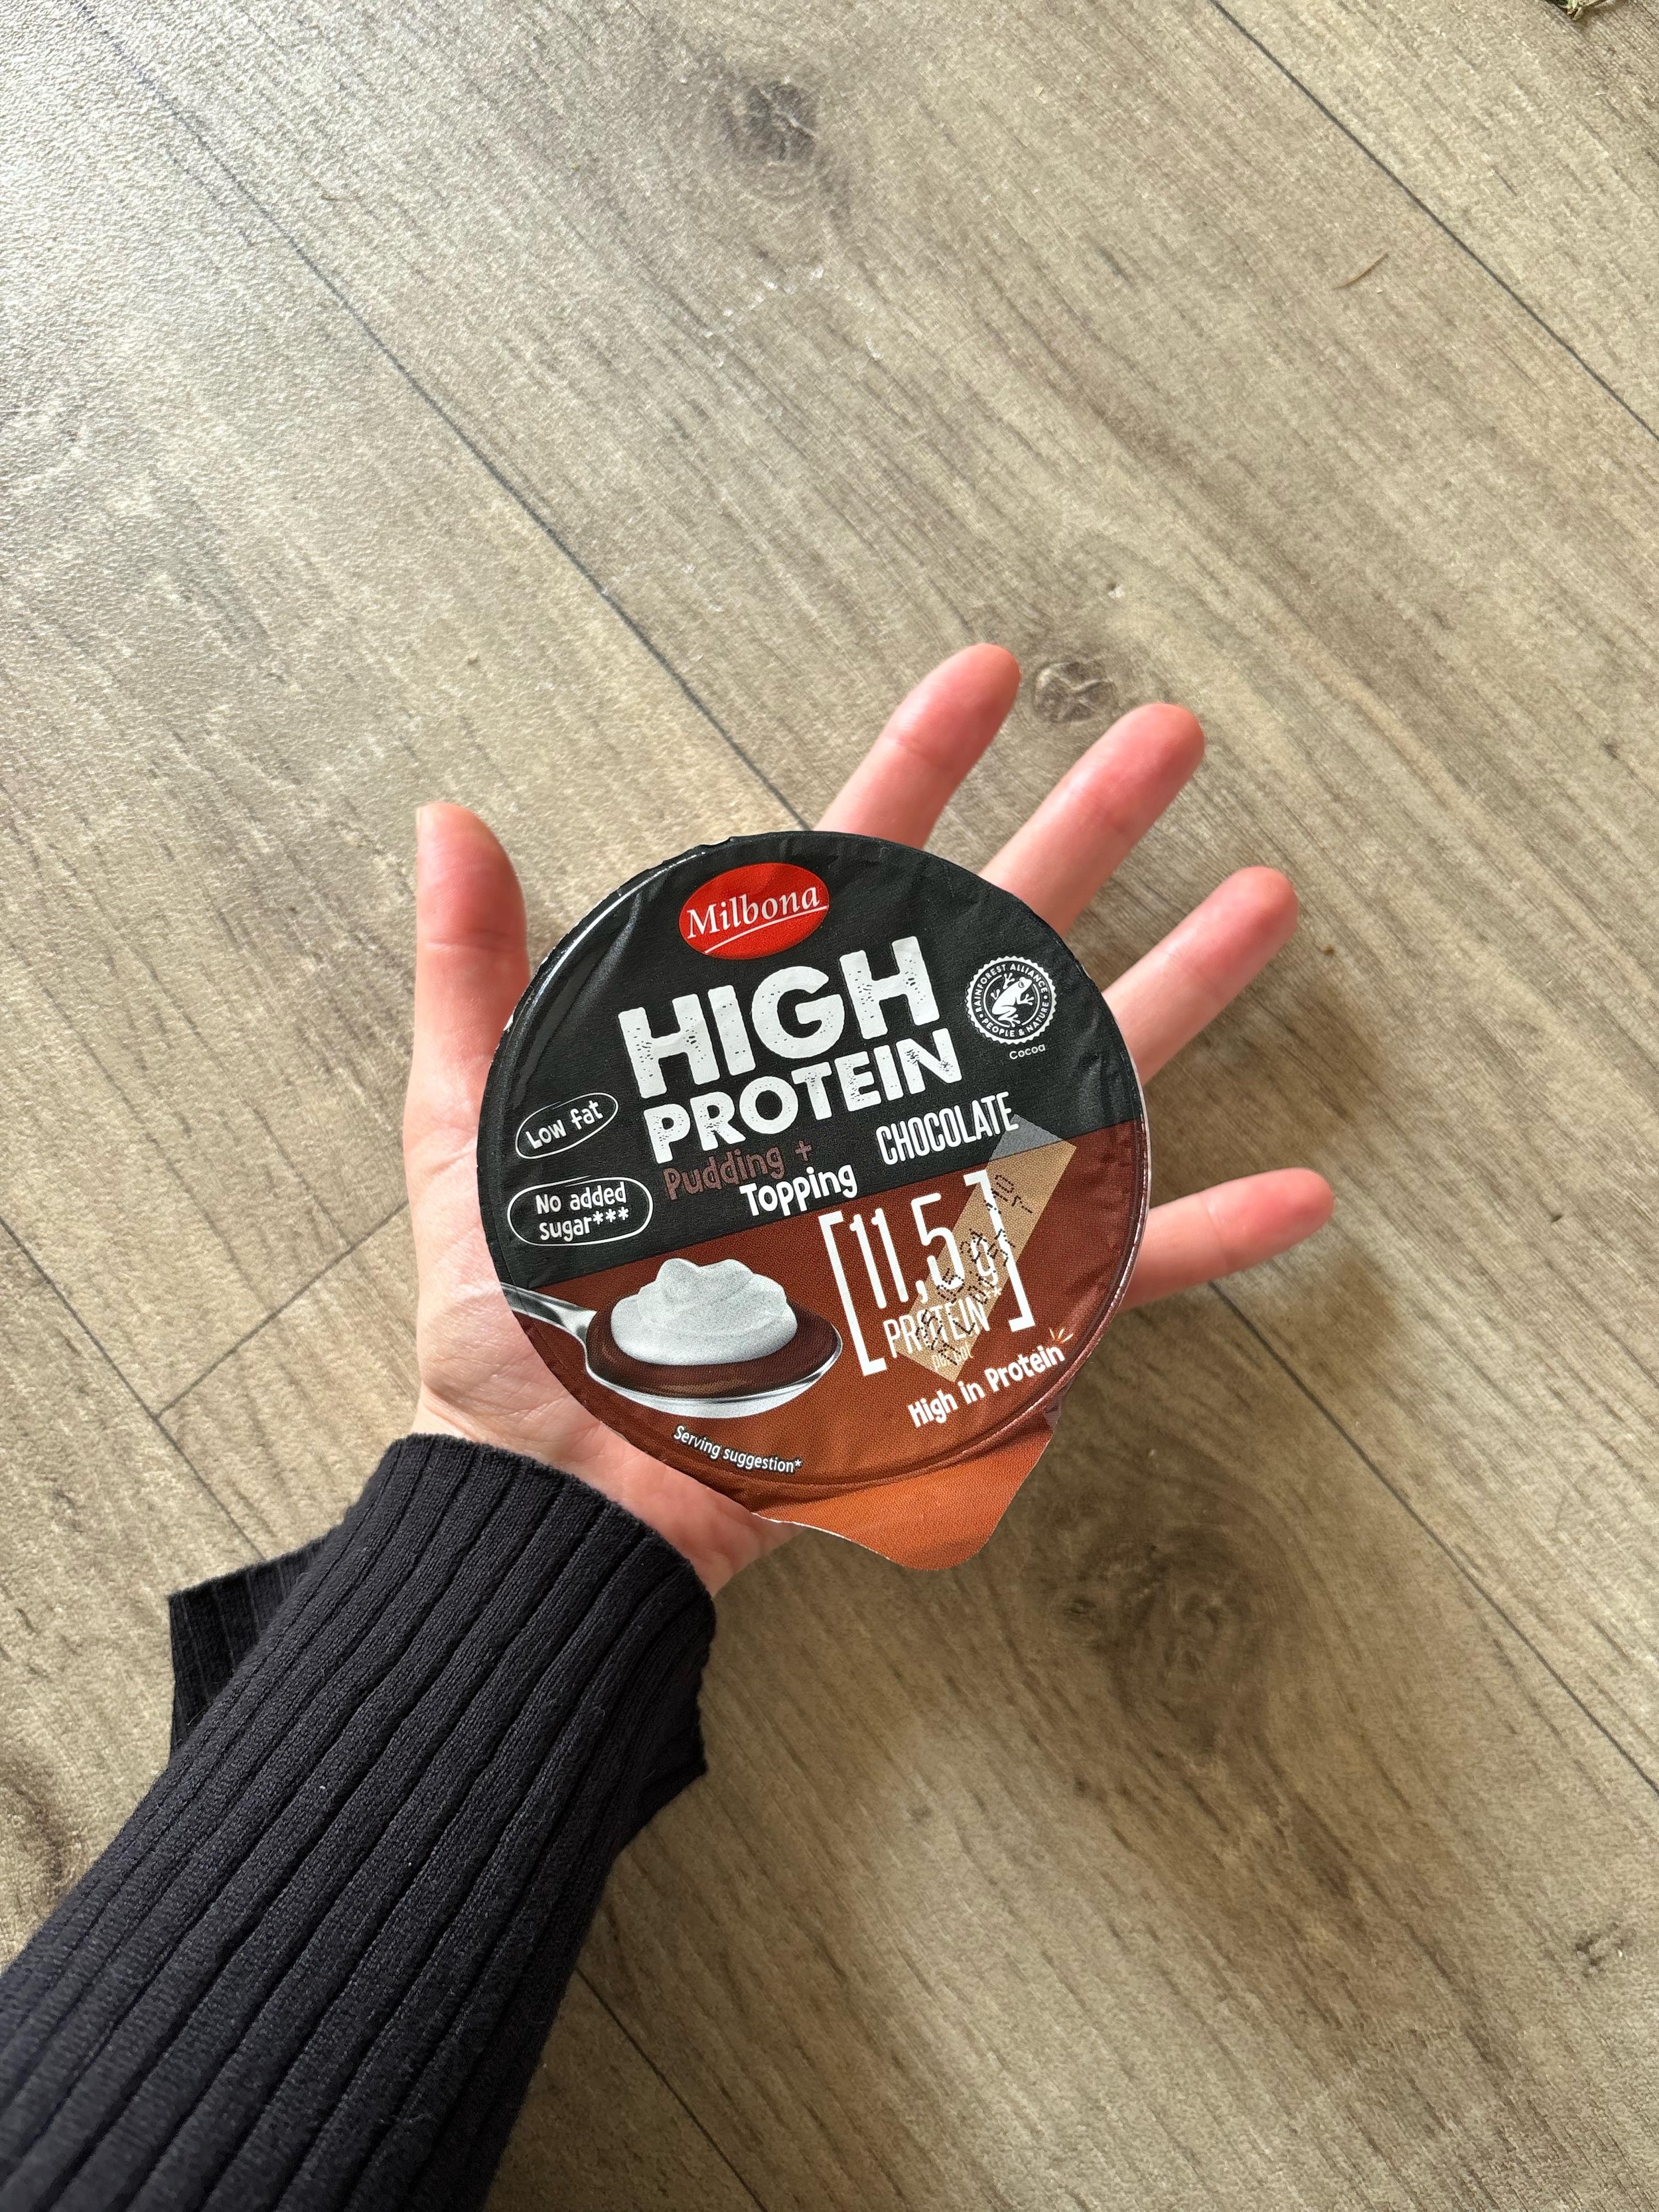 Milbona
HIGH
PROTEIN
Pudding +
Topping
CHOCOLATE
RAINFOREST ALLIANCE
PEOPLE & NATURE
Cocoa
Low fat
No added
sugar***
[11,5 g]
PROTEIN
High in Protein
Serving suggestion*